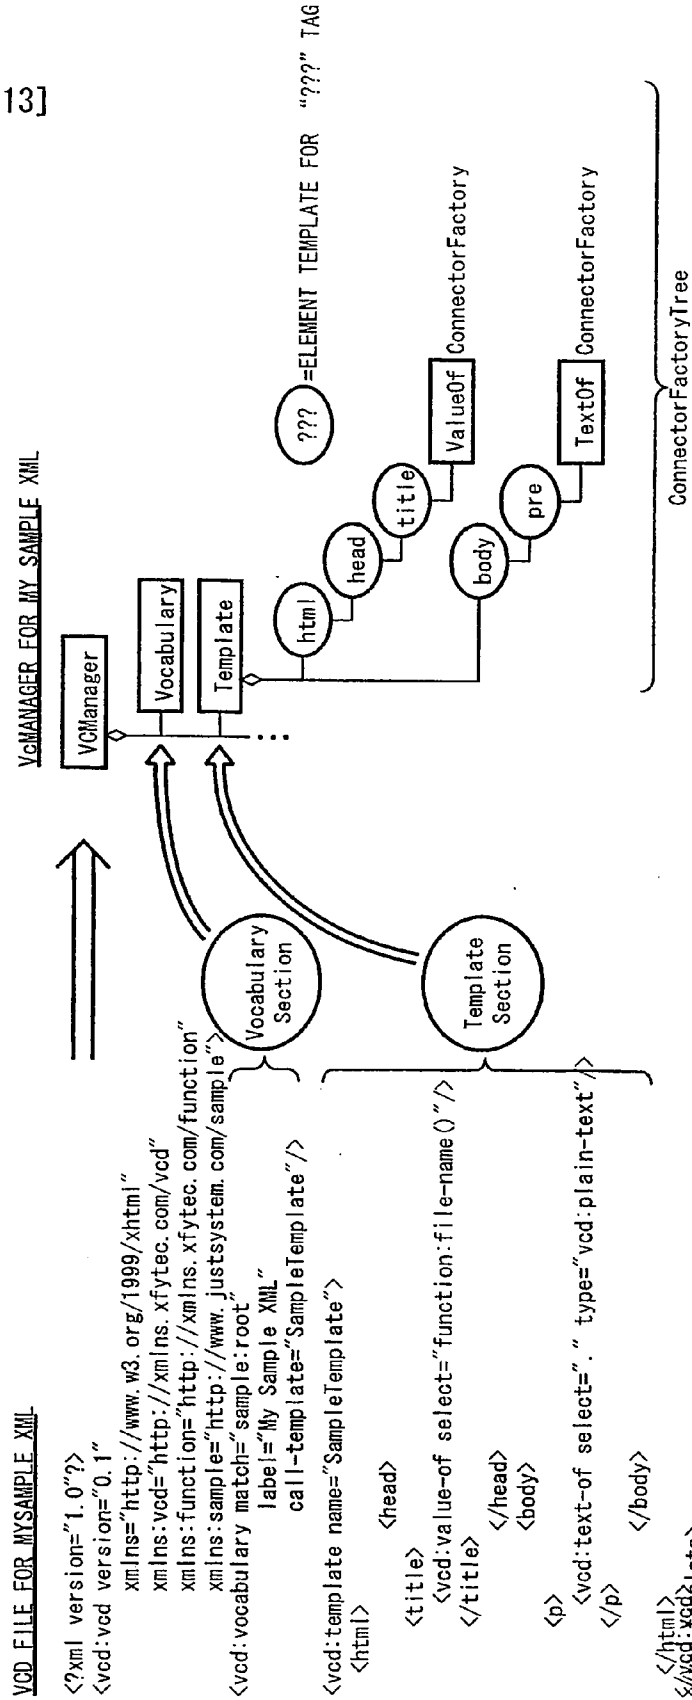 13]
VCD FILE FOR MYSAMPLE XML
<?xml version="1.0"?>
<vcd:vcd version="0.1"
xmlns="http://www.w3.org/1999/xhtml"
xmlns:vcd="http://xmlns.xfytec.com/vcd"
xmlns:function="http://xmlns.xfytec.com/function"
xmlns:sample="http://www.justsystem.com/sample">
<vcd:vocabulary match="sample:root"
label="My Sample XML"
call-template="SampleTemplate"/>
<vcd:template name="SampleTemplate">
<html>
<head>
<title>
<vcd:value-of select="function:file-name()"/>
</title>
</head>
<body>
<p>
<vcd:text-of select="." type="vcd:plain-text"/>
</p>
</body>
</html>
Vocabulary
Section
Template
Section
VcMANAGER FOR MY SAMPLE XML
VCManager
Vocabulary
Template
...
html
head
title
ValueOf ConnectorFactory
body
pre
TextOf ConnectorFactory
??? =ELEMENT TEMPLATE FOR "???" TAG
ConnectorFactoryTree